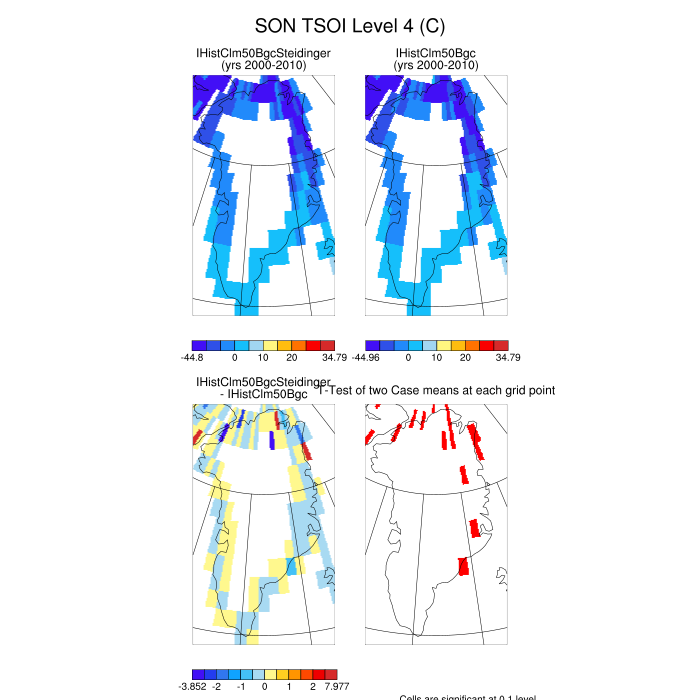 SON TSOI Level 4 (C)
IHistClm50BgcSteidinger
(yrs 2000-2010)
IHistClm50Bgc
(yrs 2000-2010)
-44.8 0 10 20 34.79
-44.96 0 10 20 34.79
IHistClm50BgcSteidinger
- IHistClm50Bgc
T-Test of two Case means at each grid point
-3.852 -2 -1 0 1 2 7.977
Cells are significant at 0.1 level